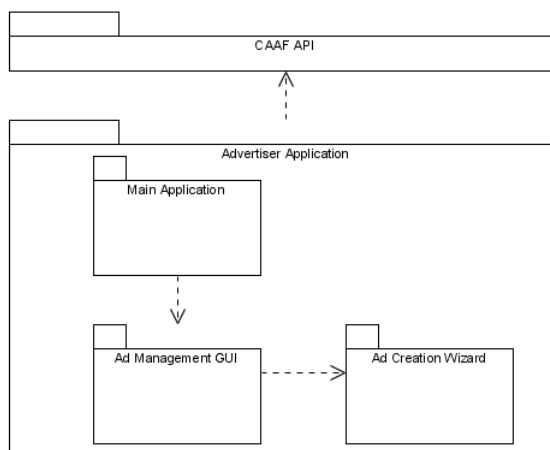 CAAF API
Advertiser Application
Main Application
Ad Management GUI
Ad Creation Wizard